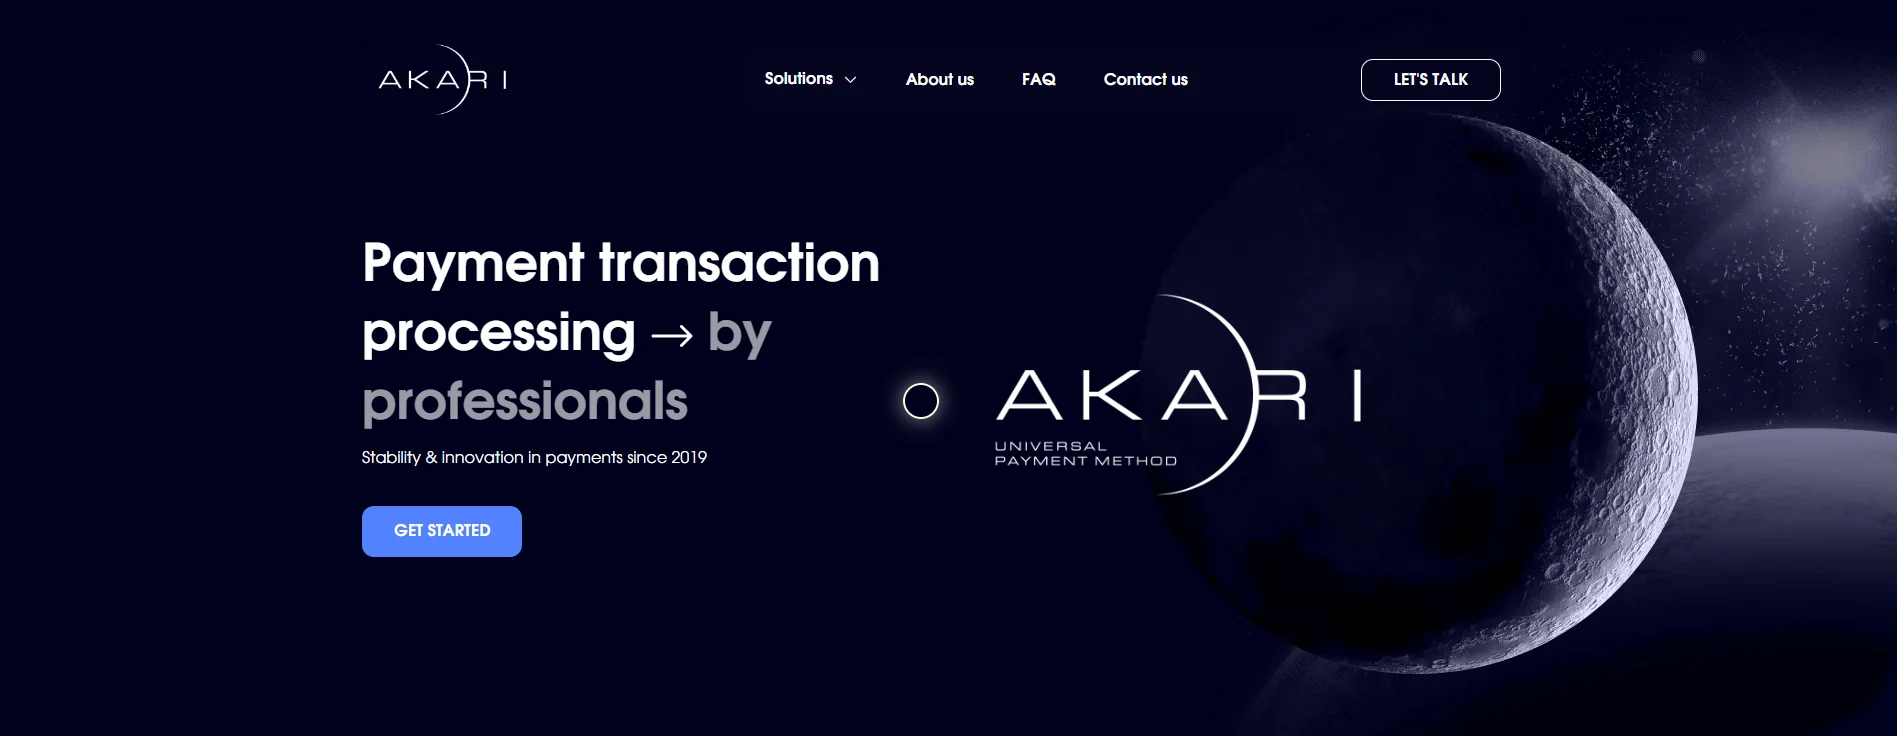 AKARI
Solutions
About us
FAQ
Contact us
LET'S TALK
Payment transaction
processing → by
professionals
Stability & innovation in payments since 2019
GET STARTED
AKARI
UNIVERSAL
PAYMENT METHOD